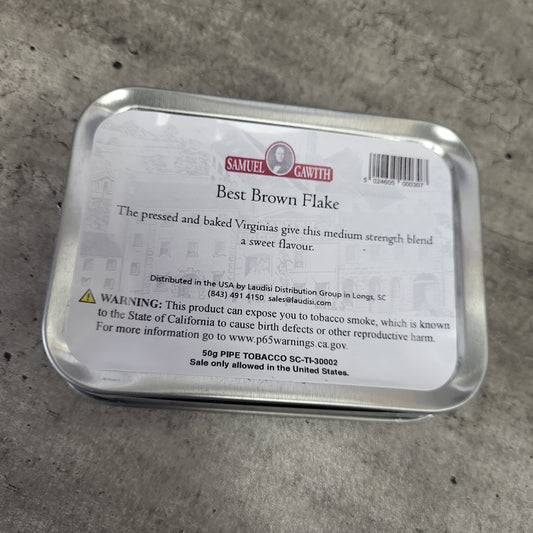 SAMUEL GAWITH
Best Brown Flake
The pressed and baked Virginias give this medium strength blend
a sweet flavour.
5 024605 000307
Distributed in the USA by Laudisi Distribution Group in Longs, SC
(843) 491 4150 sales@laudisi.com
WARNING: This product can expose you to tobacco smoke, which is known
to the State of California to cause birth defects or other reproductive harm.
For more information go to www.p65warnings.ca.gov.
50g PIPE TOBACCO SC-TI-30002
Sale only allowed in the United States.